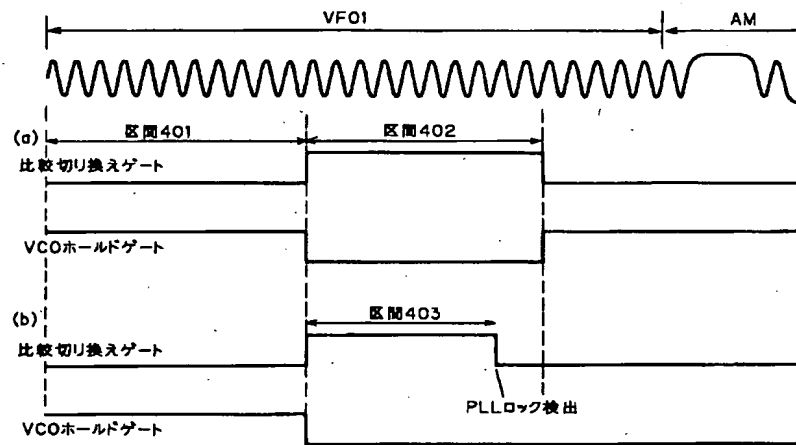 VFO1
AM
(a)
区間401
区間402
比較切り換えゲート
VCOホールドゲート
(b)
区間403
比較切り換えゲート
PLLロック検出
VCOホールドゲート